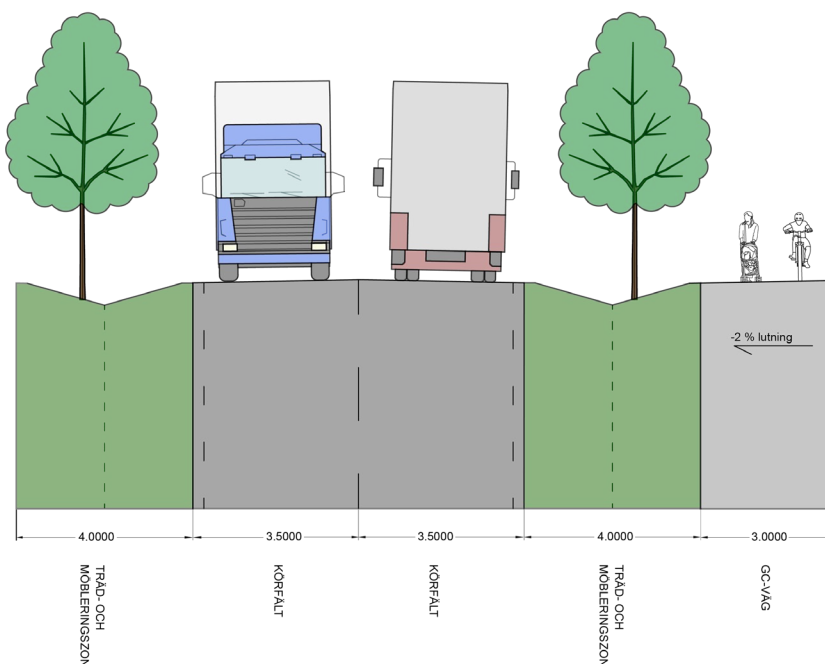 -2 % lutning
4.0000
3.5000
3.5000
4.0000
3.0000
TRÄD- OCH
MÖBLERINGSZON
KÖRFÄLT
KÖRFÄLT
TRÄD- OCH
MÖBLERINGSZON
GC-VÄG